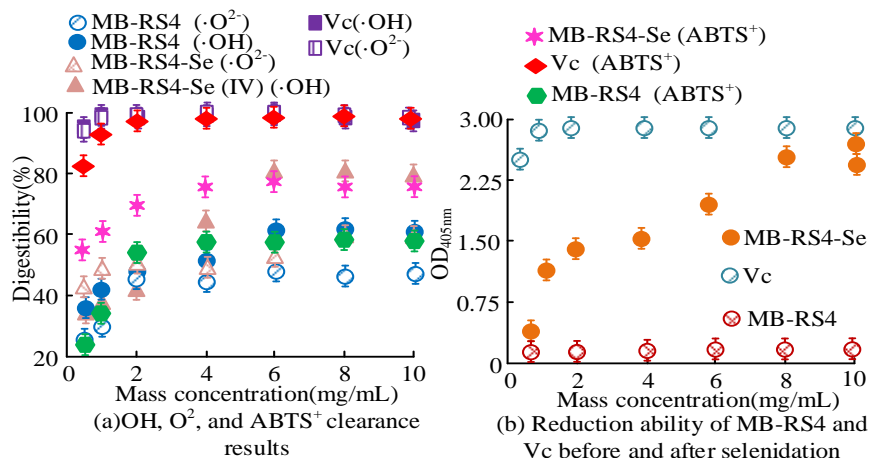 MB-RS4 (·O²⁻)
MB-RS4 (·OH)
MB-RS4-Se (·O²⁻)
MB-RS4-Se (IV) (·OH)
Vc(·OH)
Vc(·O²⁻)
MB-RS4-Se (ABTS⁺)
Vc (ABTS⁺)
MB-RS4 (ABTS⁺)
Digestibility(%)
100
80
60
40
20
0 2 4 6 8 10
Mass concentration(mg/mL)
(a)OH, O², and ABTS⁺ clearance
results
OD₄₀₅ₙₘ
3.00
2.25
1.50
0.75
0
MB-RS4-Se
Vc
MB-RS4
0 2 4 6 8 10
Mass concentration(mg/mL)
(b) Reduction ability of MB-RS4 and
Vc before and after selenidation